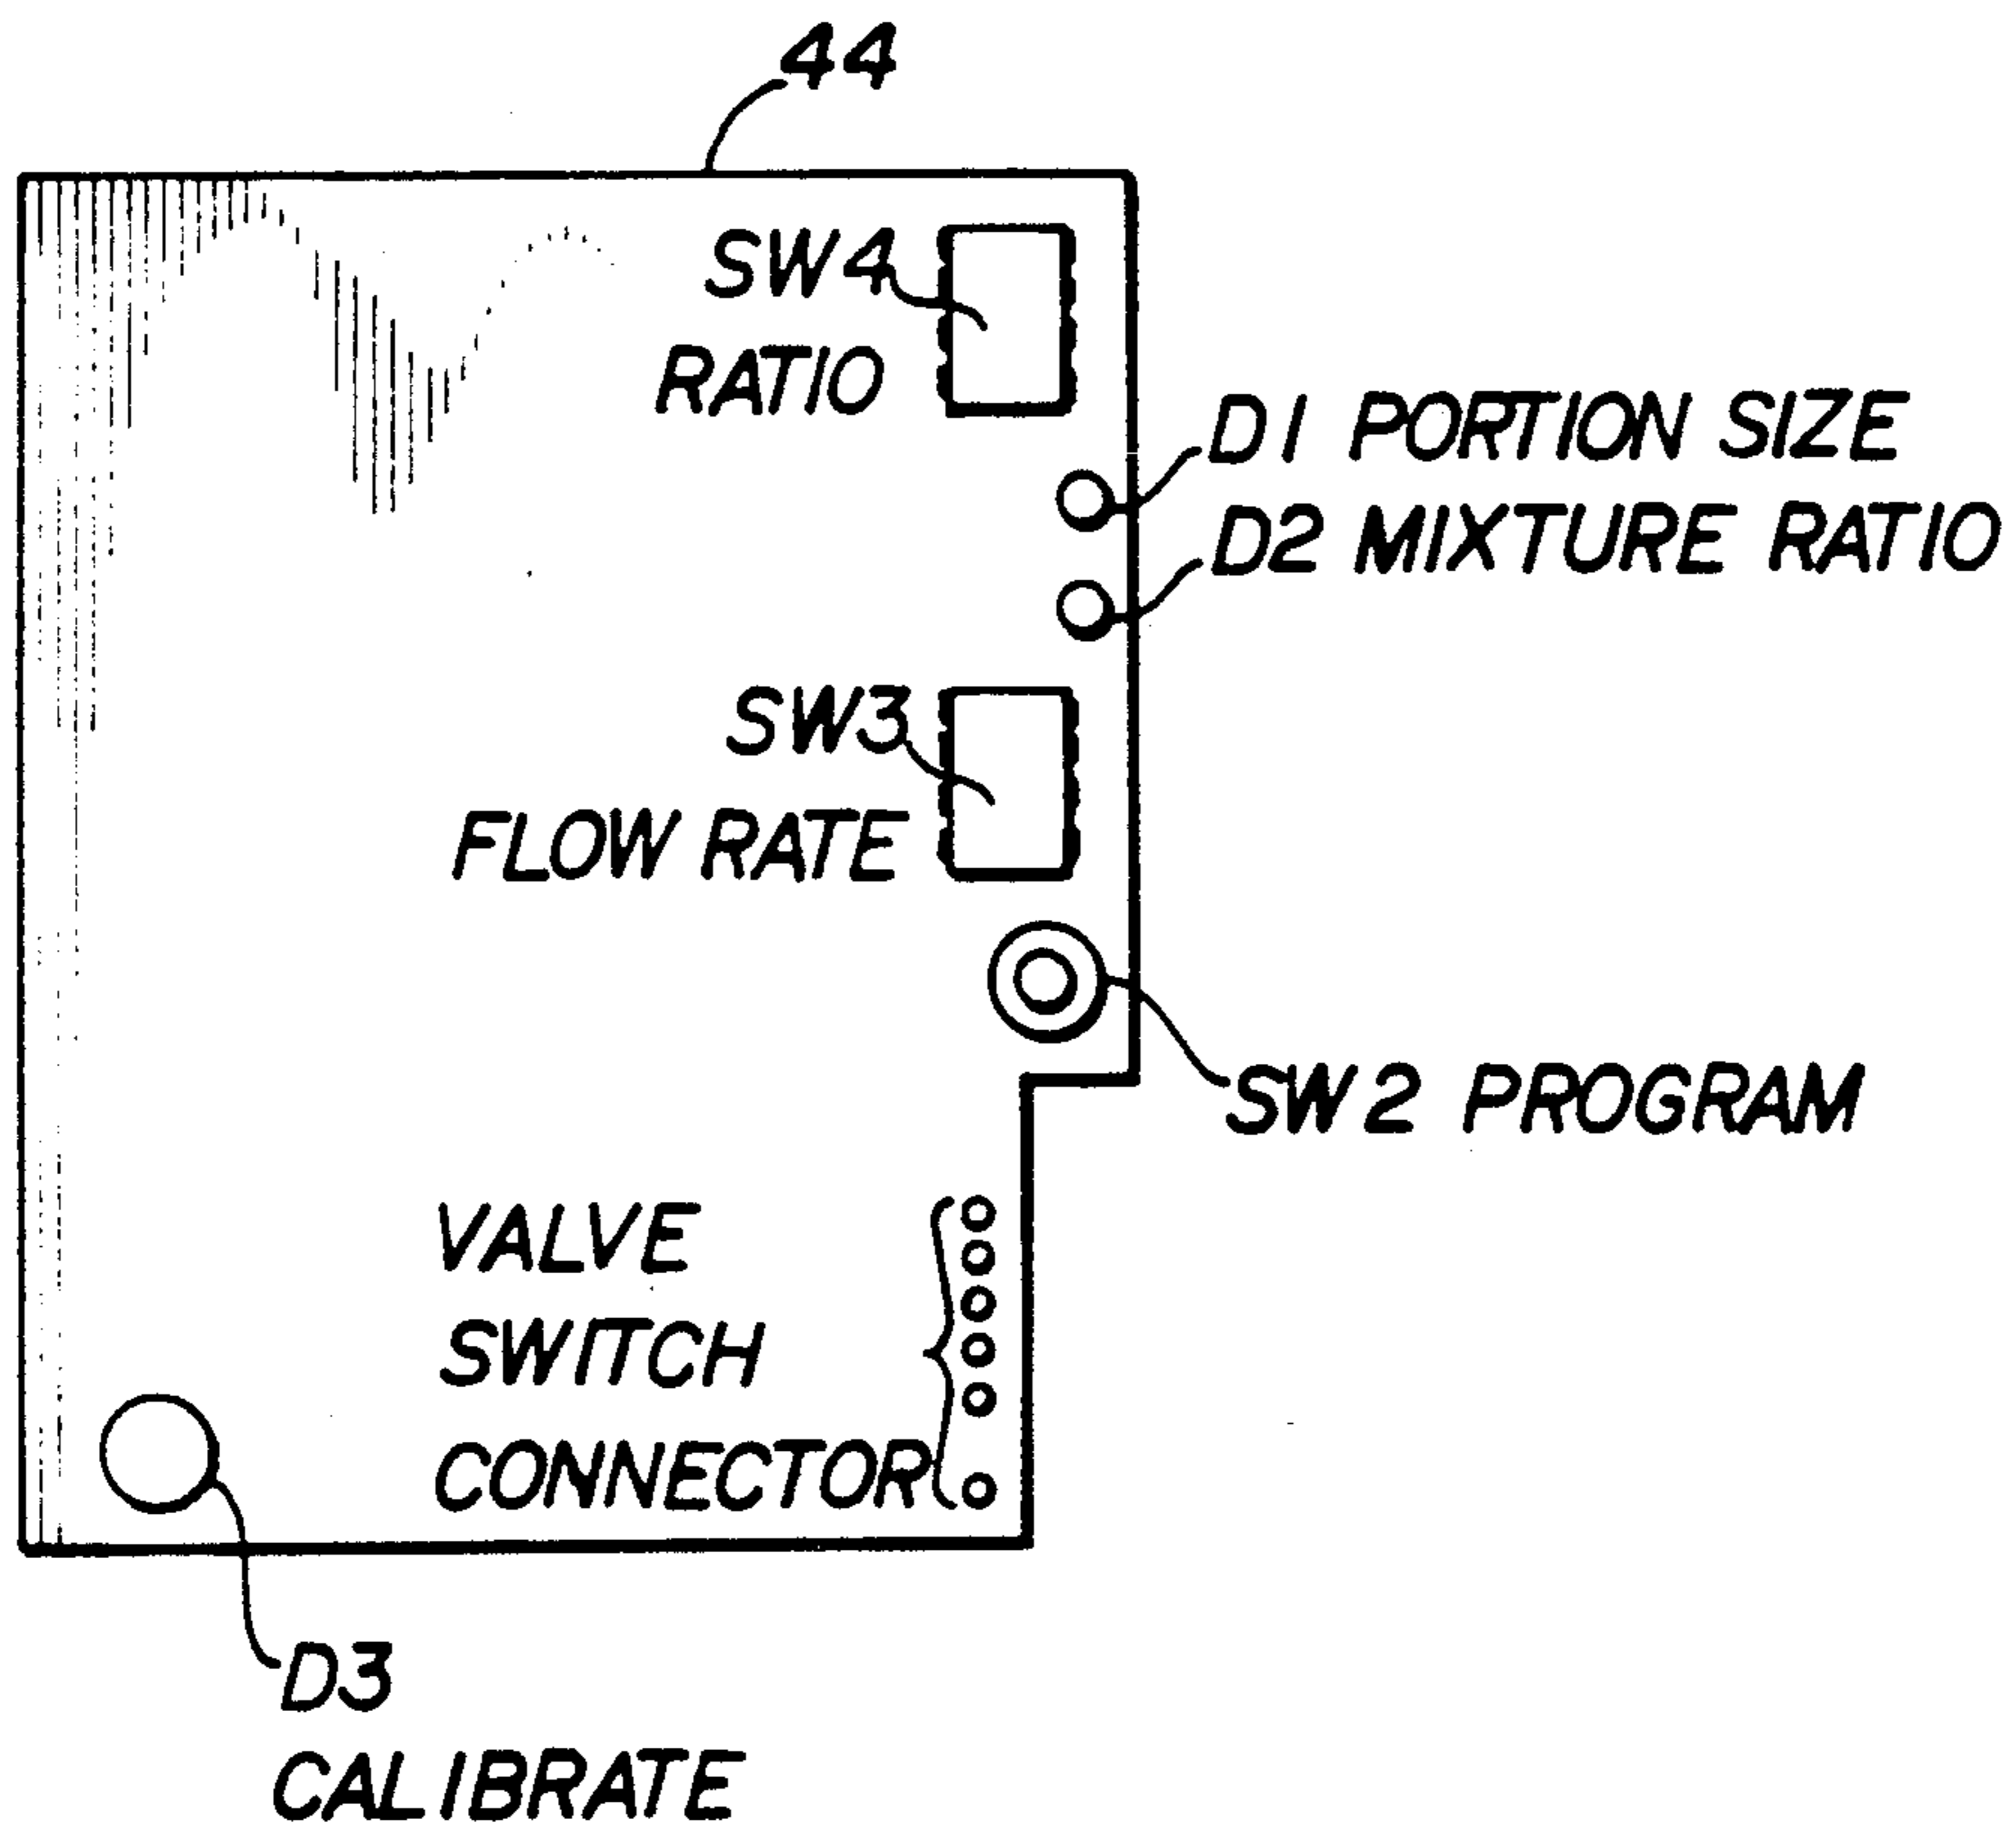 44
SW4
RATIO
D1 PORTION SIZE
D2 MIXTURE RATIO
SW3
FLOW RATE
SW2 PROGRAM
VALVE
SWITCH
CONNECTOR
D3
CALIBRATE